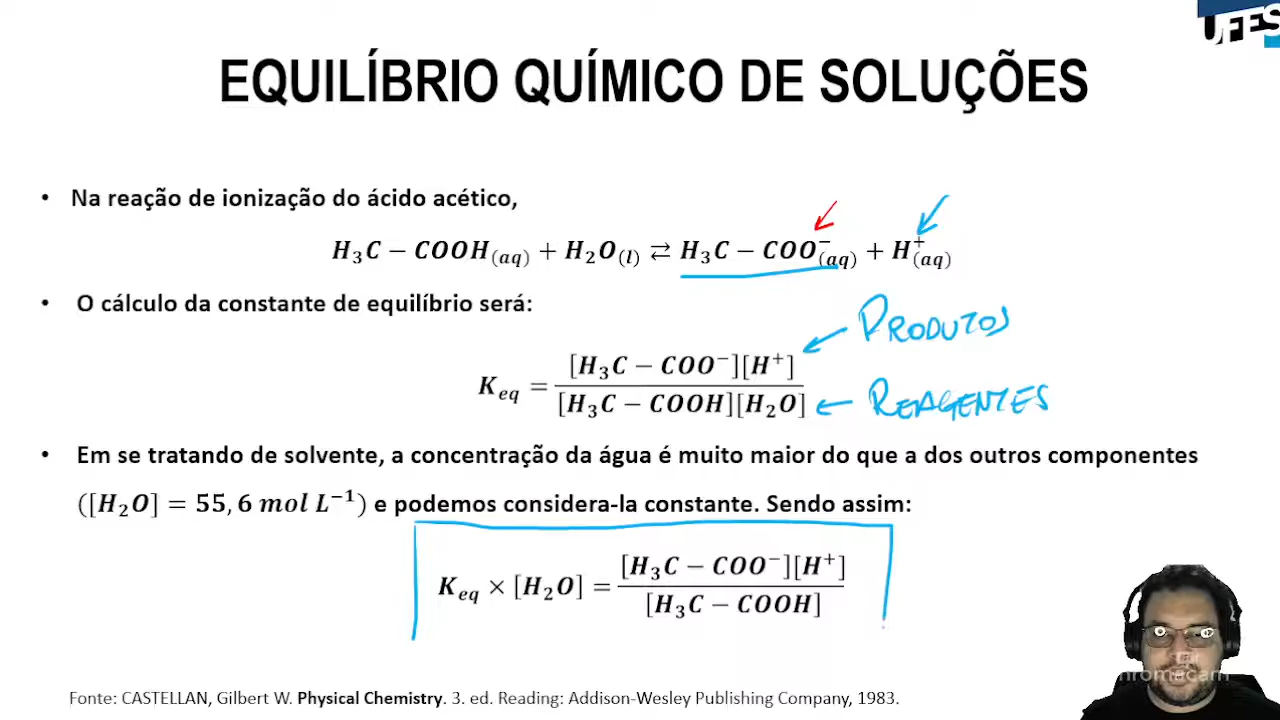 UFES
EQUILÍBRIO QUÍMICO DE SOLUÇÕES
• Na reação de ionização do ácido acético,
H₃C − COOH₍aq₎ + H₂O₍l₎ ⇄ H₃C − COO⁻₍aq₎ + H⁺₍aq₎
• O cálculo da constante de equilíbrio será:
PRODUTOS
K_eq = [H₃C − COO⁻][H⁺] / [H₃C − COOH][H₂O]
REAGENTES
• Em se tratando de solvente, a concentração da água é muito maior do que a dos outros componentes
([H₂O] = 55,6 mol L⁻¹) e podemos considera-la constante. Sendo assim:
K_eq × [H₂O] = [H₃C − COO⁻][H⁺] / [H₃C − COOH]
Fonte: CASTELLAN, Gilbert W. Physical Chemistry. 3. ed. Reading: Addison-Wesley Publishing Company, 1983.